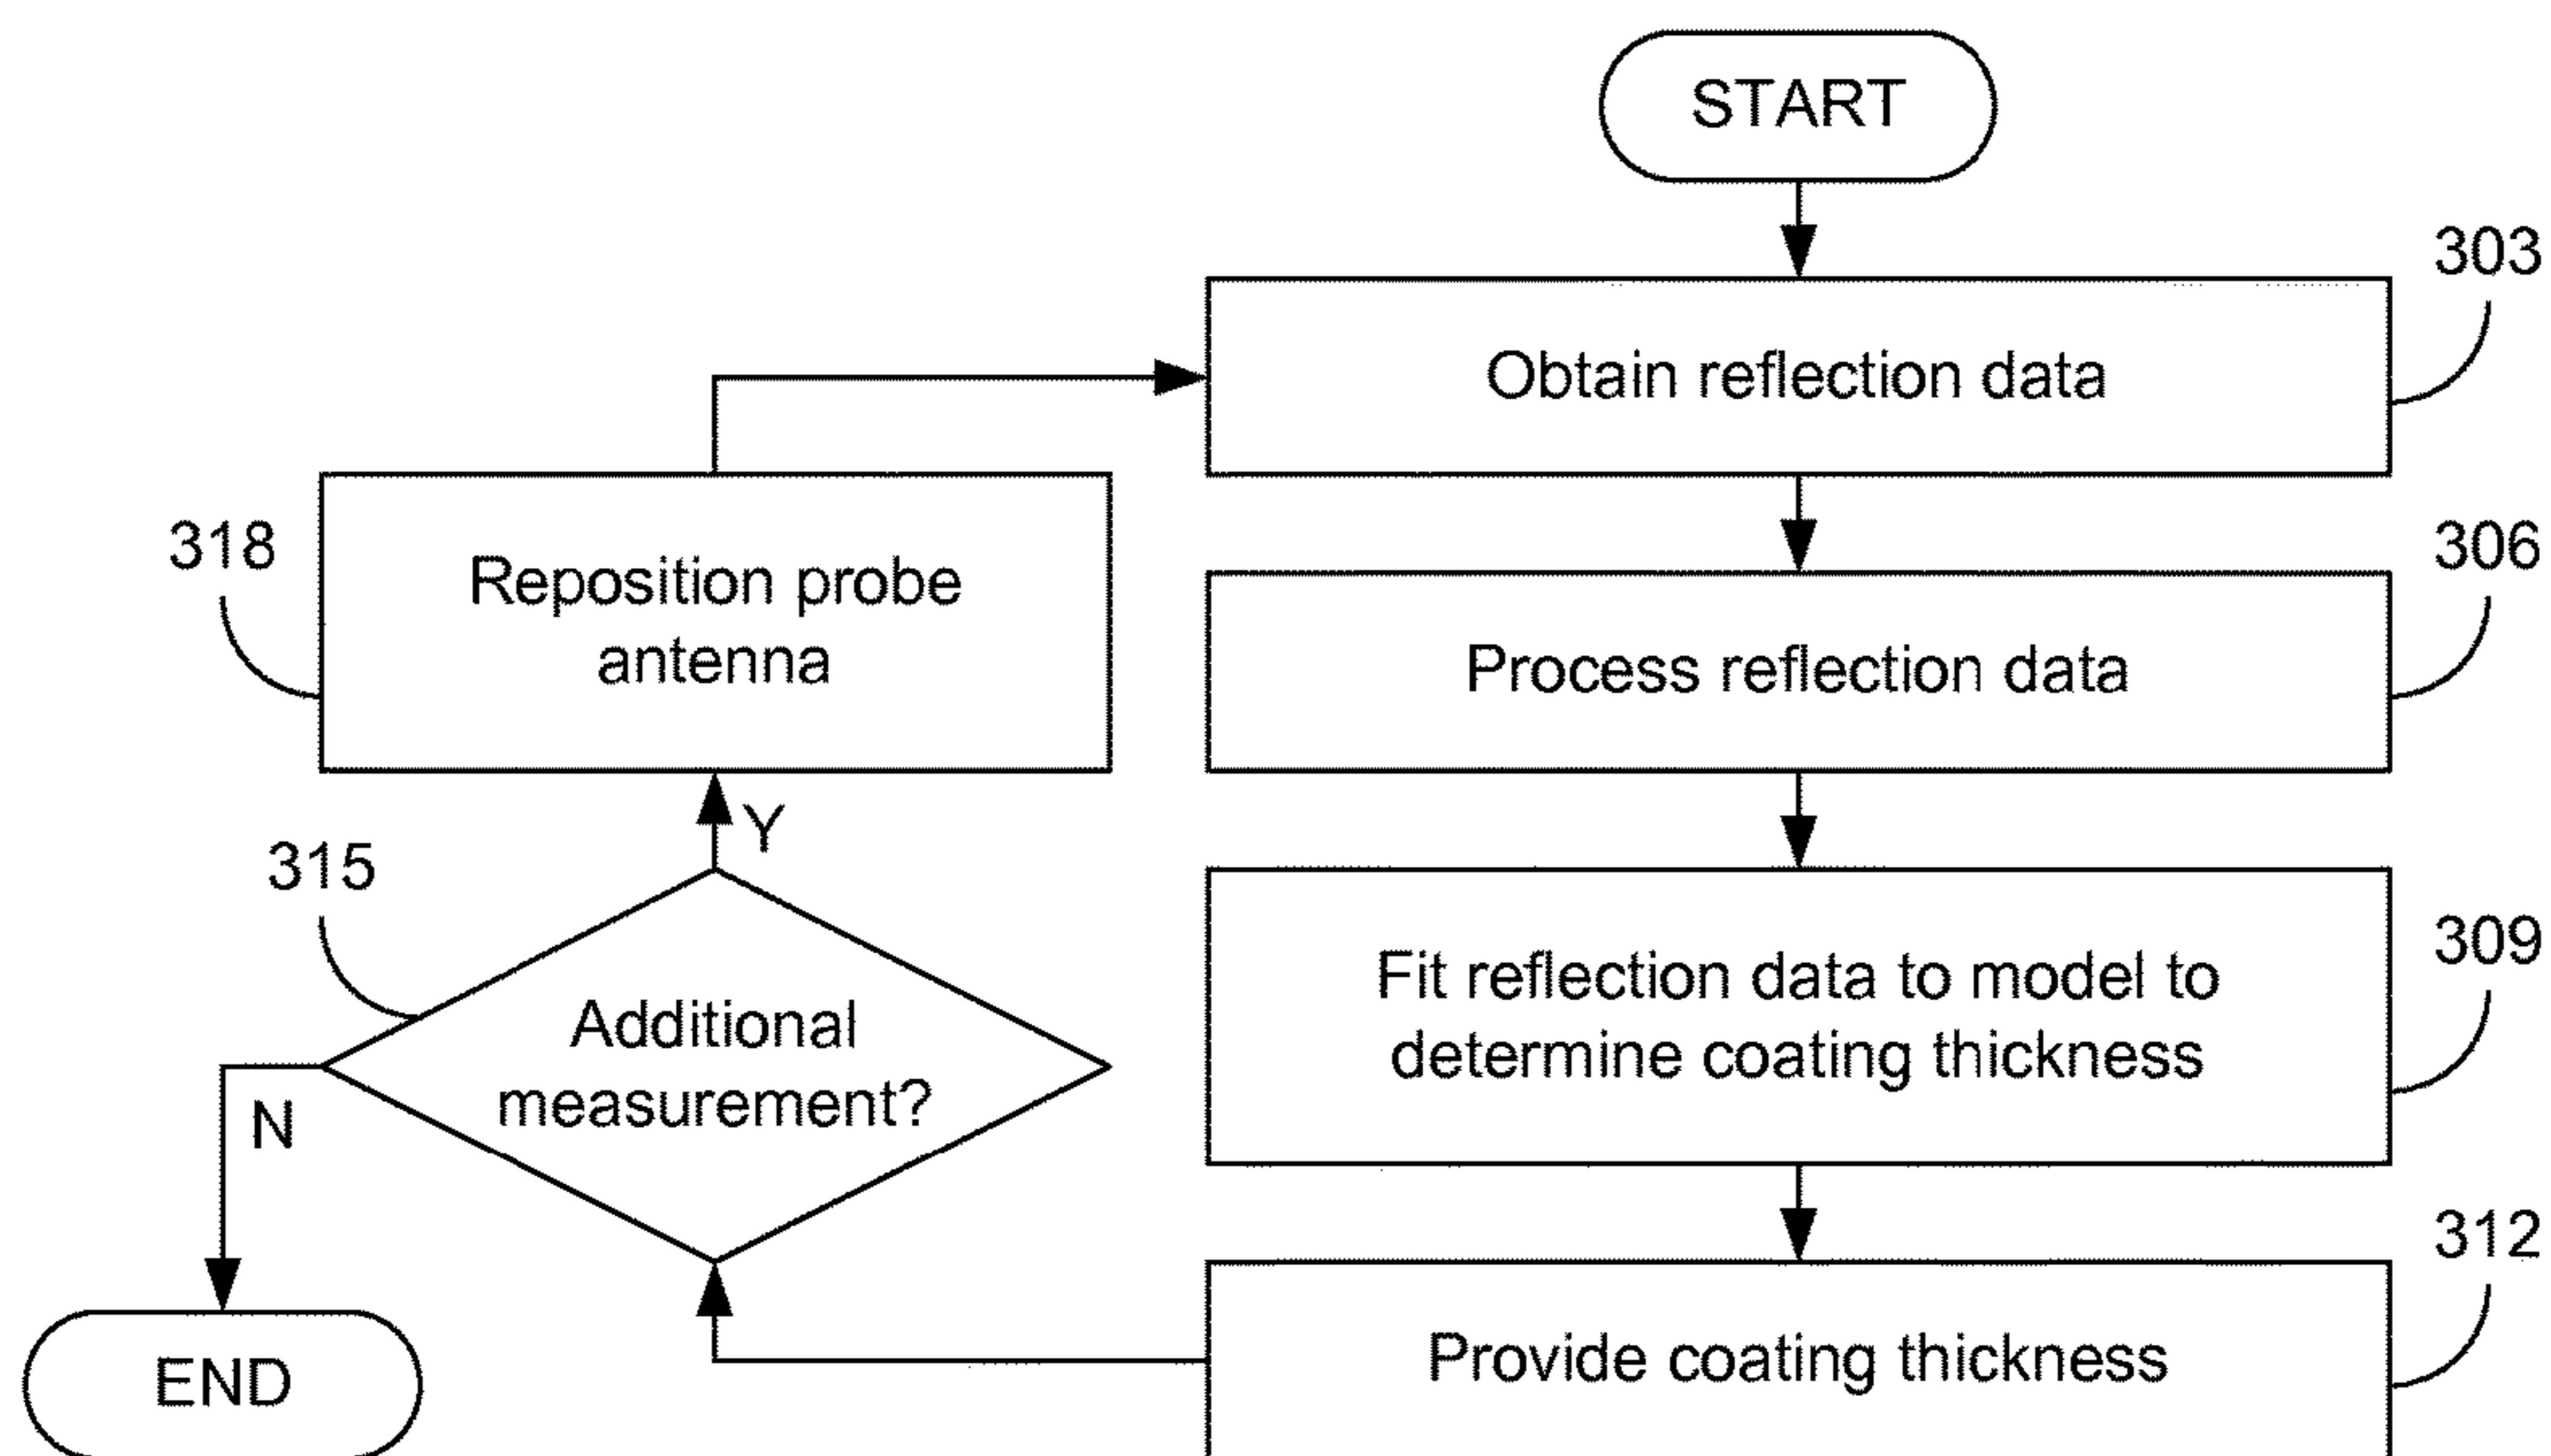 START
303
Obtain reflection data
318
Reposition probe
antenna
306
Process reflection data
Y
315
Additional
measurement?
N
309
Fit reflection data to model to
determine coating thickness
312
Provide coating thickness
END